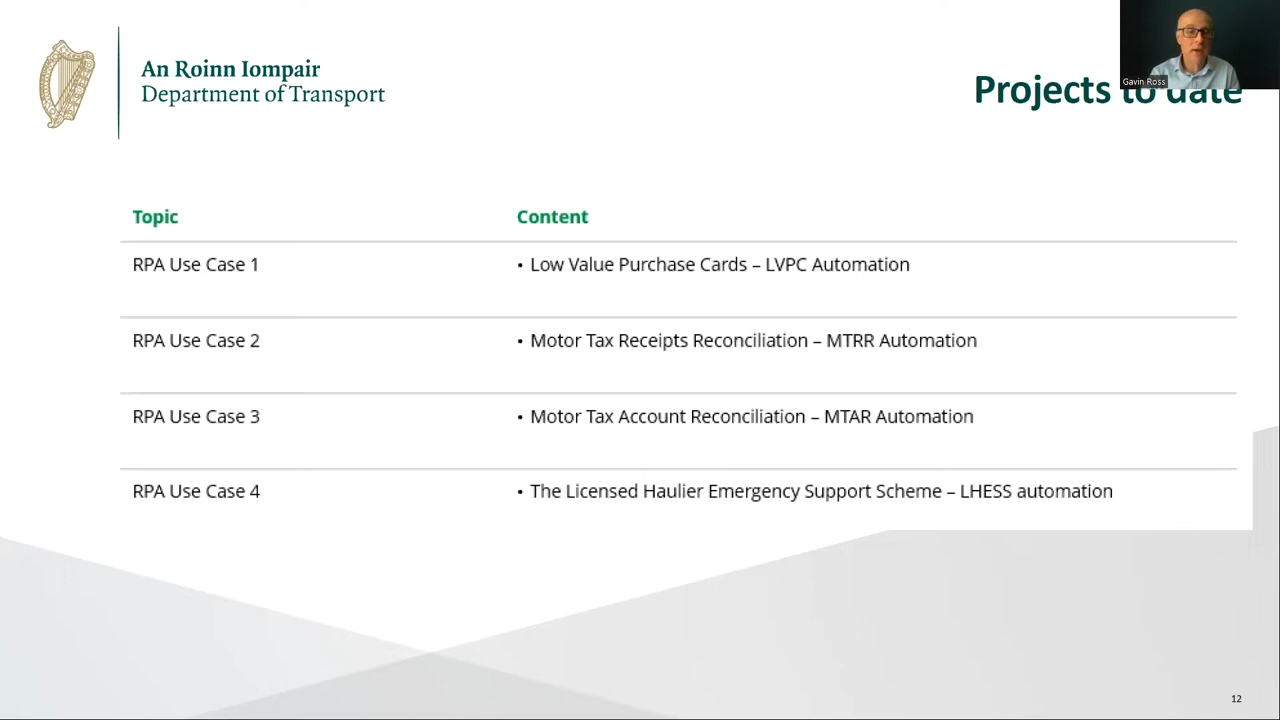 An Roinn Iompair
Department of Transport
Gavin Ross
Projects to date
Topic Content
RPA Use Case 1 • Low Value Purchase Cards – LVPC Automation
RPA Use Case 2 • Motor Tax Receipts Reconciliation – MTRR Automation
RPA Use Case 3 • Motor Tax Account Reconciliation – MTAR Automation
RPA Use Case 4 • The Licensed Haulier Emergency Support Scheme – LHESS automation
12